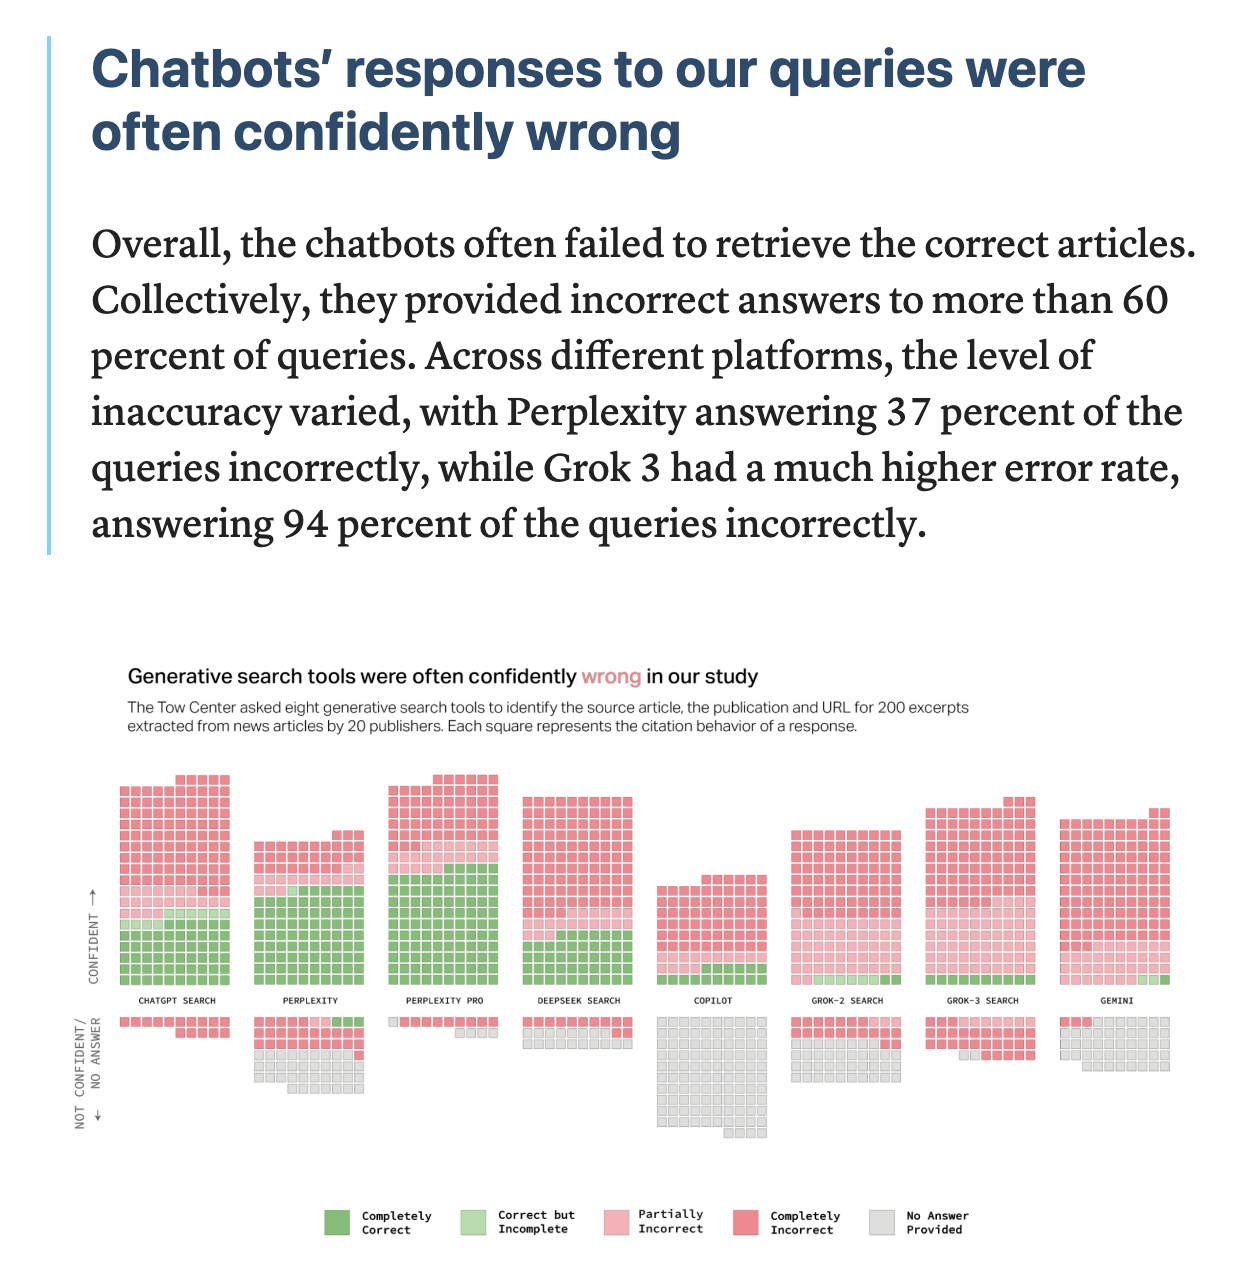 Chatbots’ responses to our queries were
often confidently wrong
Overall, the chatbots often failed to retrieve the correct articles.
Collectively, they provided incorrect answers to more than 60
percent of queries. Across different platforms, the level of
inaccuracy varied, with Perplexity answering 37 percent of the
queries incorrectly, while Grok 3 had a much higher error rate,
answering 94 percent of the queries incorrectly.
Generative search tools were often confidently wrong in our study
The Tow Center asked eight generative search tools to identify the source article, the publication and URL for 200 excerpts
extracted from news articles by 20 publishers. Each square represents the citation behavior of a response.
CONFIDENT →
CHATGPT SEARCH
PERPLEXITY
PERPLEXITY PRO
DEEPSEEK SEARCH
COPILOT
GROK-2 SEARCH
GROK-3 SEARCH
GEMINI
NOT CONFIDENT/
← NO ANSWER
Completely
Correct
Correct but
Incomplete
Partially
Incorrect
Completely
Incorrect
No Answer
Provided